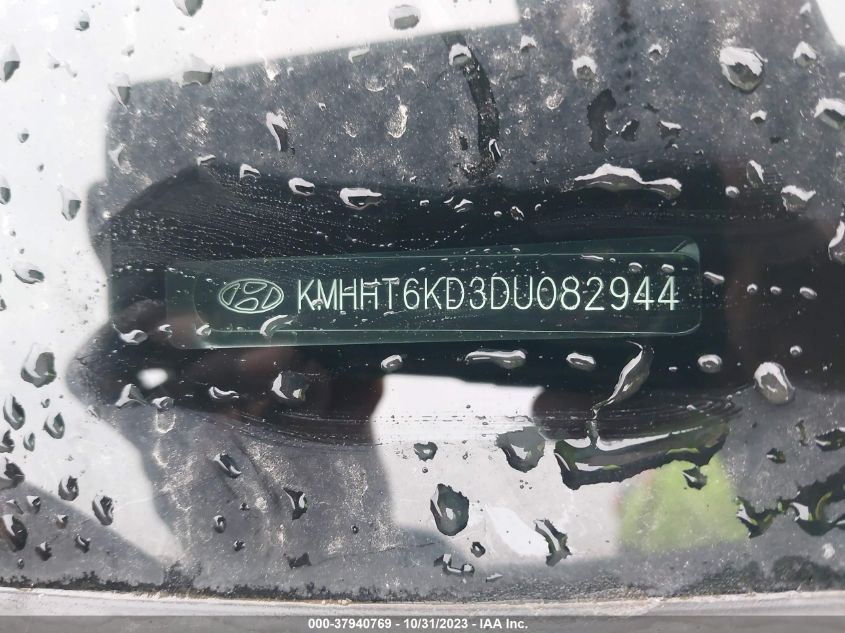 KMHHT6KD3DU082944
000-37940769 - 10/31/2023 - IAA Inc.